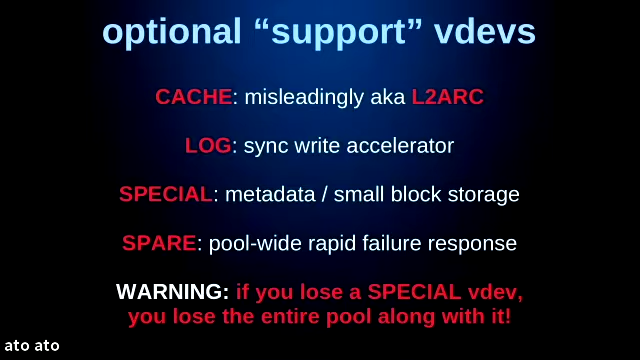 optional “support” vdevs
CACHE: misleadingly aka L2ARC
LOG: sync write accelerator
SPECIAL: metadata / small block storage
SPARE: pool-wide rapid failure response
WARNING: if you lose a SPECIAL vdev,
you lose the entire pool along with it!
ato ato